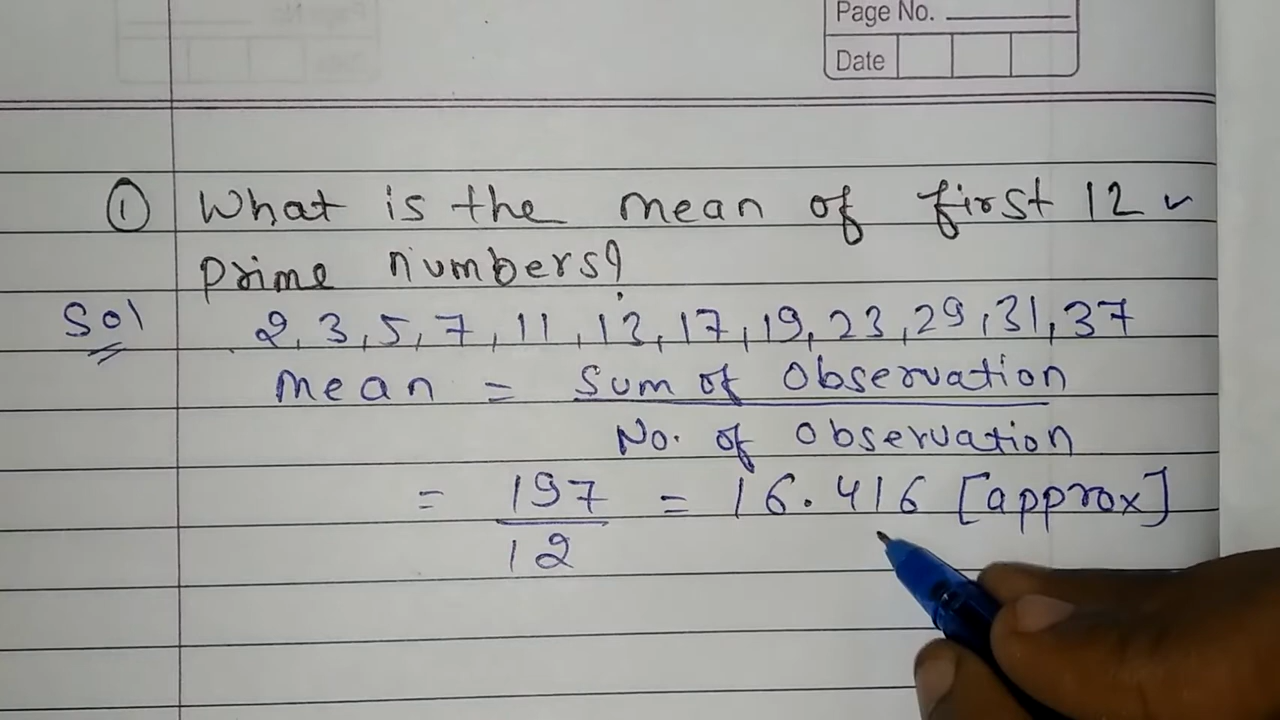 Page No.
Date
① What is the mean of first 12
prime numbers?
Sol 2, 3, 5, 7, 11, 13, 17, 19, 23, 29, 31, 37
Mean = Sum of Observation
No. of Observation
= 197 = 16.416 [approx]
12